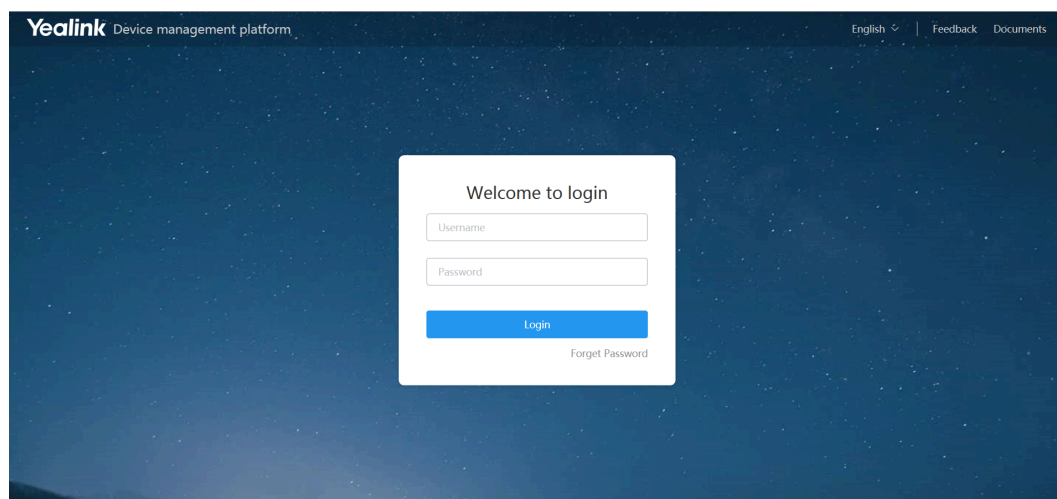 Yealink Device management platform English Feedback Documents
Welcome to login
Username
Password
Login
Forget Password